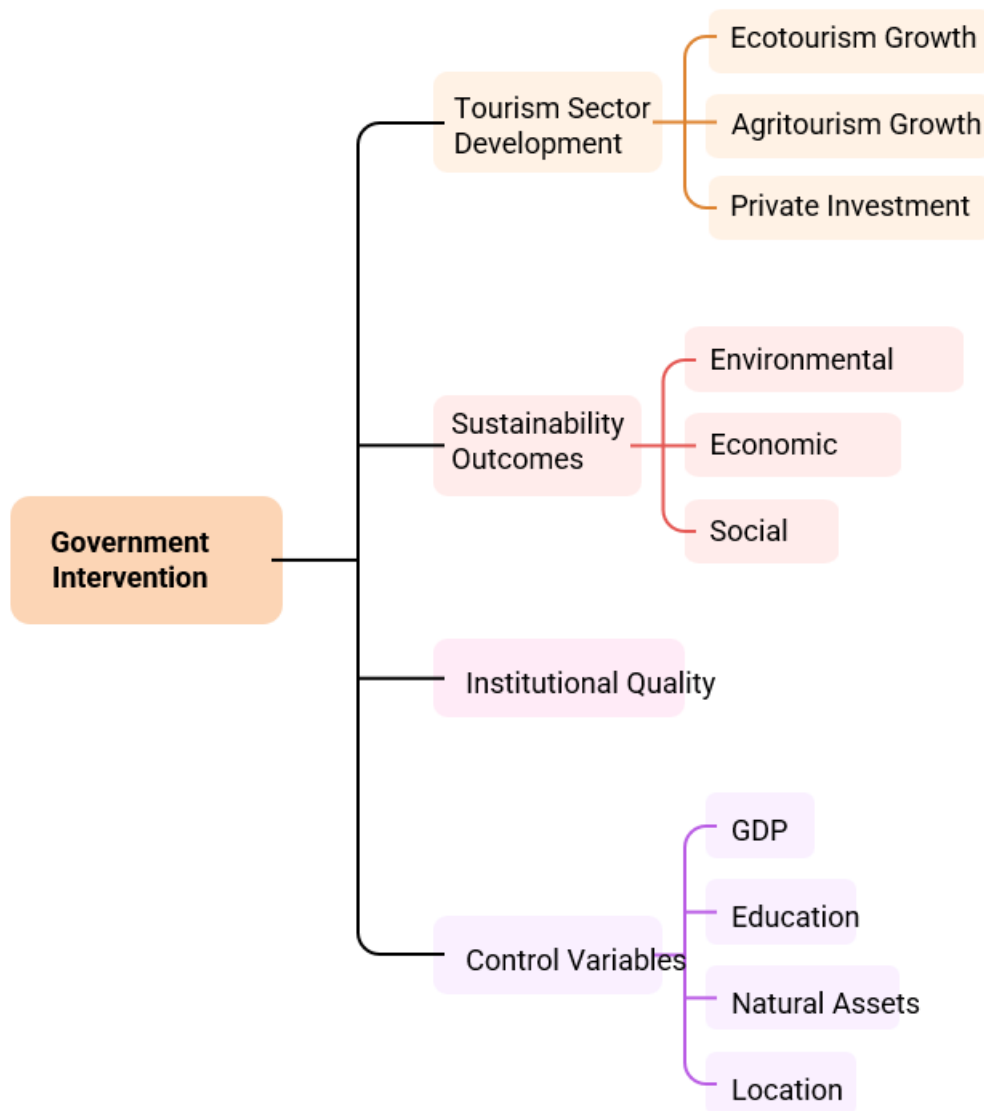 Ecotourism Growth
Tourism Sector
Development
Agritourism Growth
Private Investment
Environmental
Sustainability
Outcomes
Economic
Social
Government
Intervention
Institutional Quality
GDP
Education
Control Variables
Natural Assets
Location